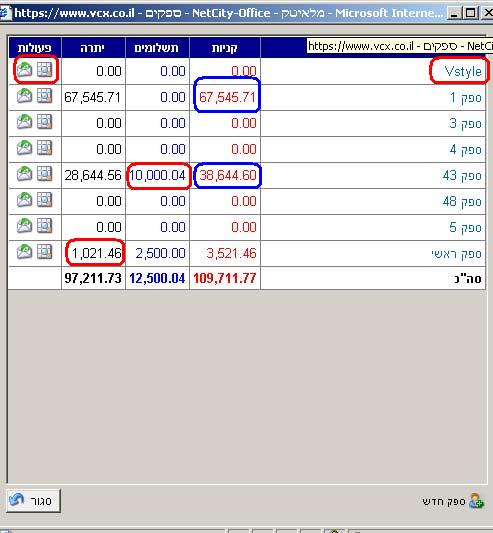 https://www.vcx.co.il - ספקים - NetCity-Office - מלאיטק - Microsoft Interne...
קניות תשלומים יתרה פעולות
https://www.vcx.co.il - ספקים - NetC
Vstyle 0.00 0.00 0.00
ספק 1 67,545.71 0.00 67,545.71
ספק 3 0.00 0.00 0.00
ספק 4 0.00 0.00 0.00
ספק 43 38,644.60 10,000.04 28,644.56
ספק 48 0.00 0.00 0.00
ספק 5 0.00 0.00 0.00
ספק ראשי 3,521.46 2,500.00 1,021.46
סה"כ 109,711.77 12,500.04 97,211.73
ספק חדש
סגור